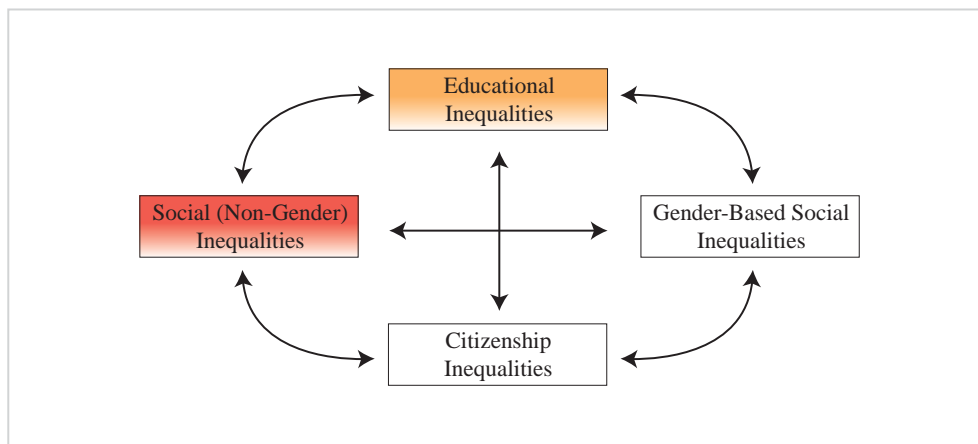 Educational
Inequalities
Social (Non-Gender)
Inequalities
Gender-Based Social
Inequalities
Citizenship
Inequalities